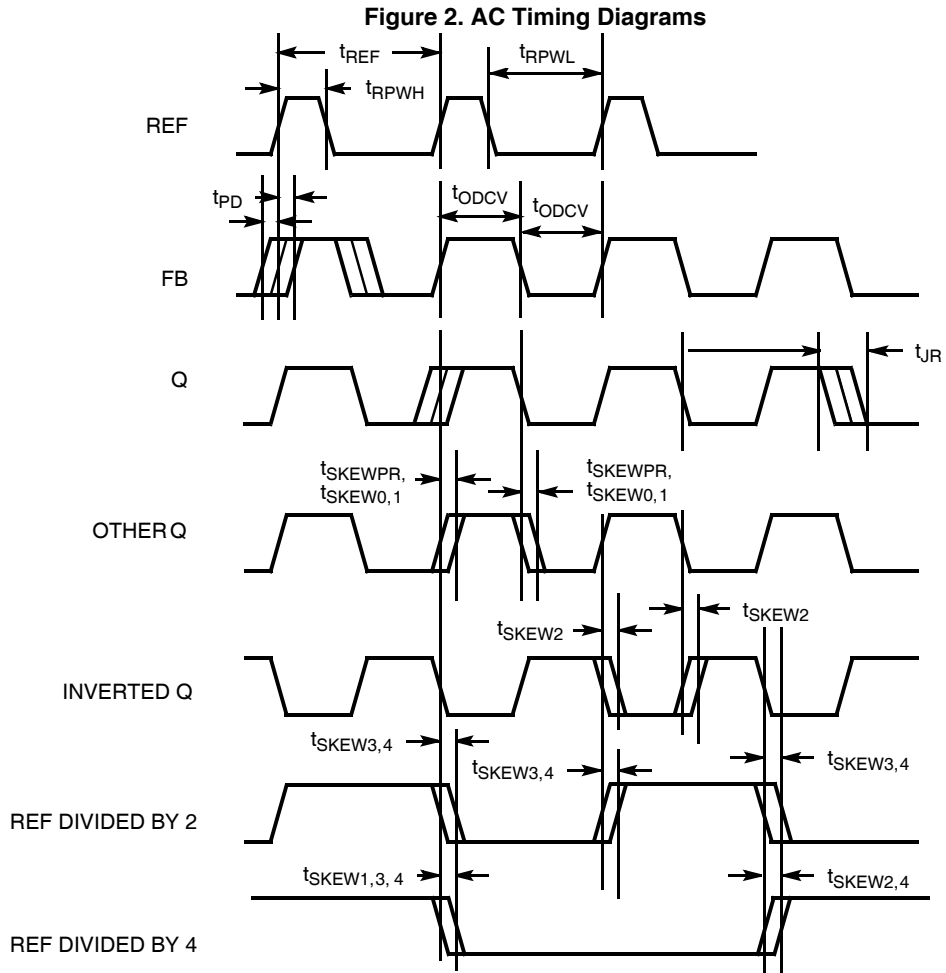 Figure 2. AC Timing Diagrams
tREF
tRPWL
tRPWH
REF
tODCV
tODCV
tPD
FB
tJR
Q
tSKEWPR,
tSKEW0,1
tSKEWPR,
tSKEW0,1
OTHER Q
tSKEW2
tSKEW2
INVERTED Q
tSKEW3,4
tSKEW3,4
tSKEW3,4
REF DIVIDED BY 2
tSKEW1,3, 4
tSKEW2,4
REF DIVIDED BY 4